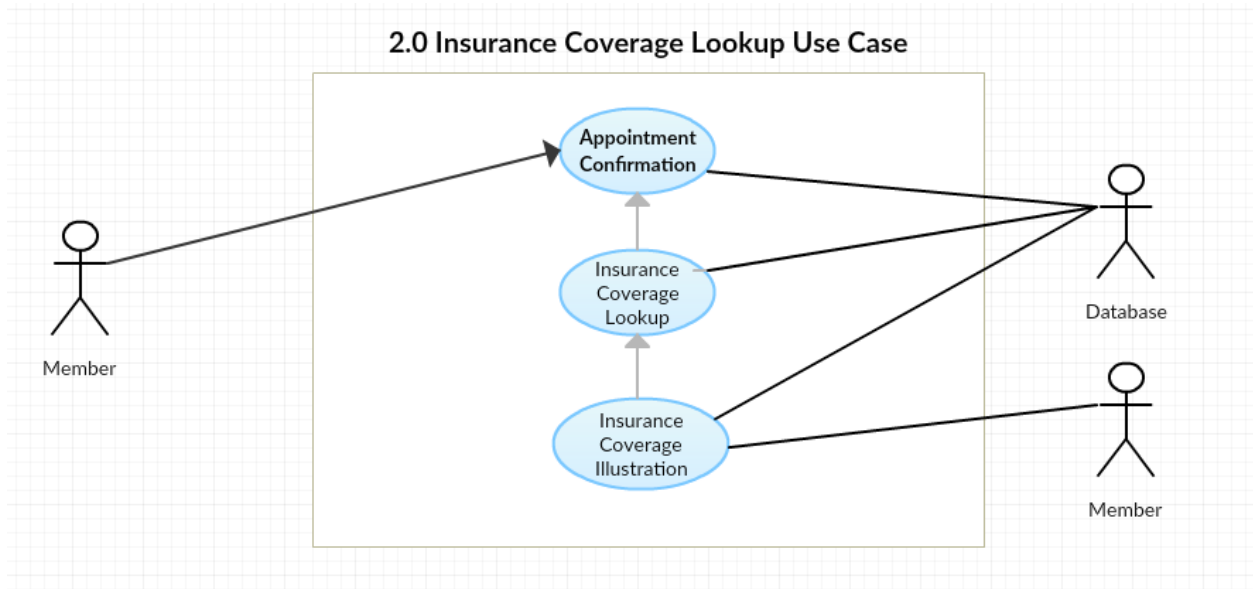 2.0 Insurance Coverage Lookup Use Case
Appointment
Confirmation
Insurance
Coverage
Lookup
Insurance
Coverage
Illustration
Member
Database
Member